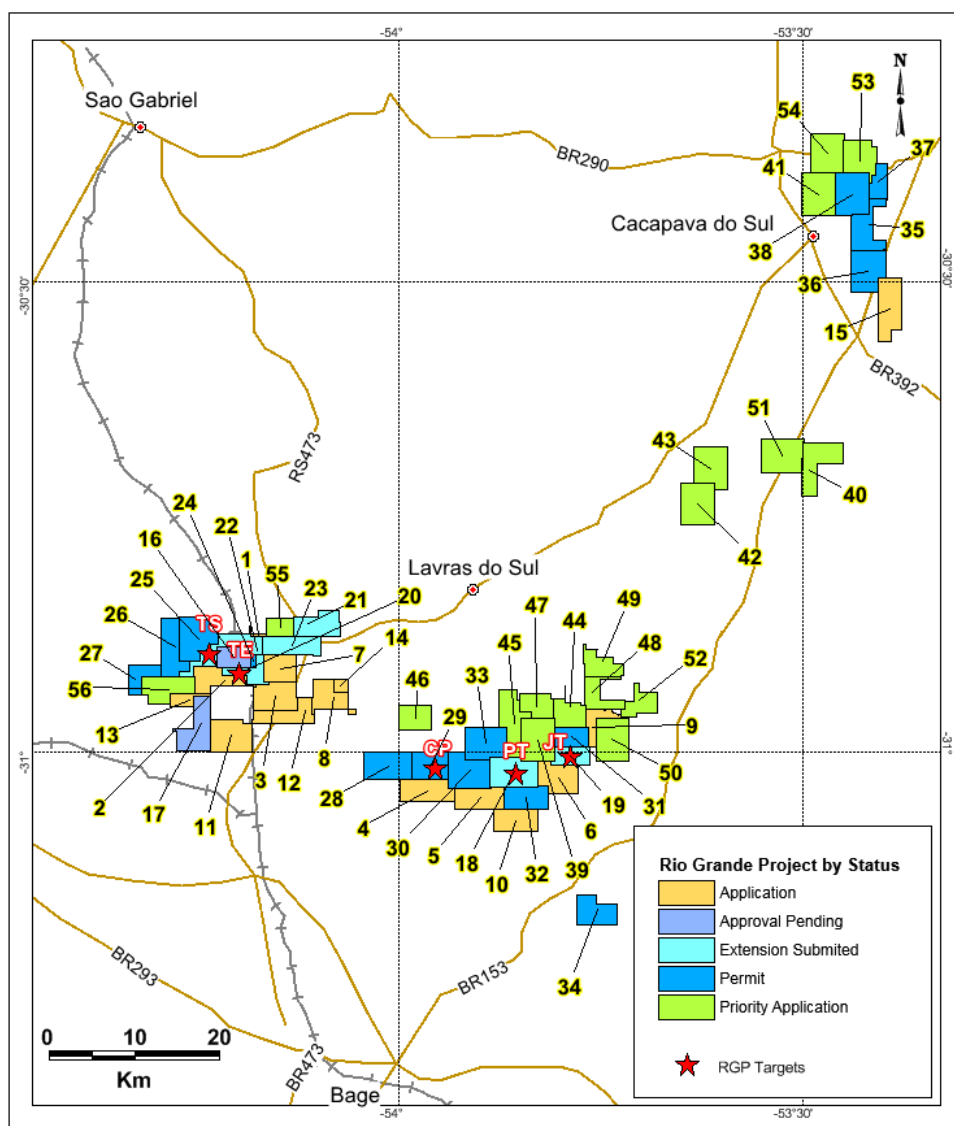 -54°
-53°30'
Sao Gabriel
N
53
54
37
BR290
41
Cacapava do Sul
38
35
-30°30'
36
-30°30'
15
BR392
51
43
RS473
40
24
22
42
16
1
Lavras do Sul
25
55
23
47
44
49
26
TS
21
20
45
48
TE
14
27
7
33
52
56
46
29
13
9
CP
PT
JT
8
-31°
-31°
50
3
12
28
19
31
2
17
11
4
30
5
18
6
10
32
39
34
BR293
BR153
BR473
Rio Grande Project by Status
Application
Approval Pending
Extension Submited
Permit
Priority Application
RGP Targets
0 10 20
Km
Bage
-54°
-53°30'